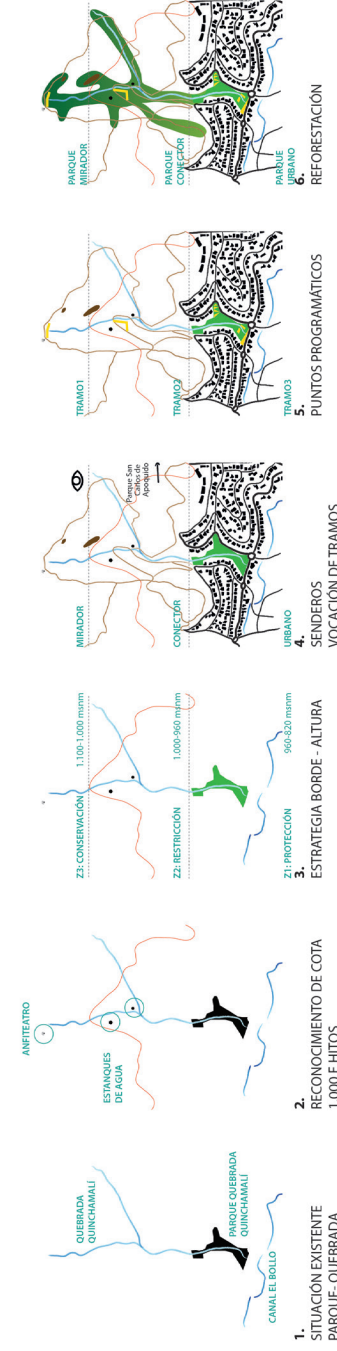 QUEBRADA
QUINCHAMALÍ
PARQUE QUEBRADA
QUINCHAMALÍ
CANAL EL BOLLO
1.
SITUACIÓN EXISTENTE
PARQUE- QUEBRADA
ANFITEATRO
ESTANQUES
DE AGUA
2.
RECONOCIMIENTO DE COTA
1.000 E HITOS
Z3: CONSERVACIÓN 1.100-1.000 msnm
Z2: RESTRICCIÓN 1.000-960 msnm
Z1: PROTECCIÓN 960-820 msnm
3.
ESTRATEGIA BORDE - ALTURA
MIRADOR
Parque San
Carlos de
Apoquido
CONECTOR
URBANO
4.
SENDEROS
VOCACIÓN DE TRAMOS
TRAMO1
TRAMO2
TRAMO3
5.
PUNTOS PROGRAMÁTICOS
PARQUE
MIRADOR
PARQUE
CONECTOR
PARQUE
URBANO
6.
REFORESTACIÓN